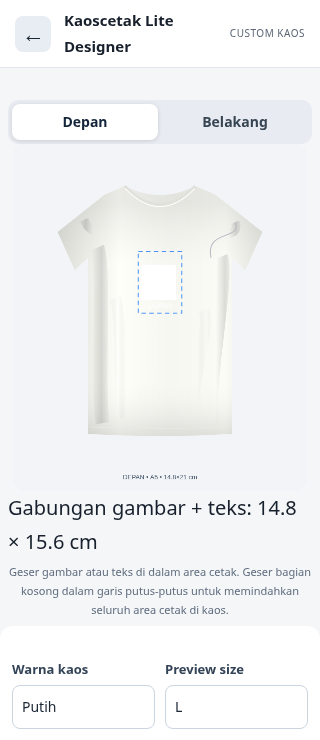 ←
Kaoscetak Lite
Designer
CUSTOM KAOS
Depan
Belakang
DEPAN • A5 • 14.8×21 cm
Gabungan gambar + teks: 14.8
× 15.6 cm
Geser gambar atau teks di dalam area cetak. Geser bagian
kosong dalam garis putus-putus untuk memindahkan
seluruh area cetak di kaos.
Warna kaos
Preview size
Putih
L